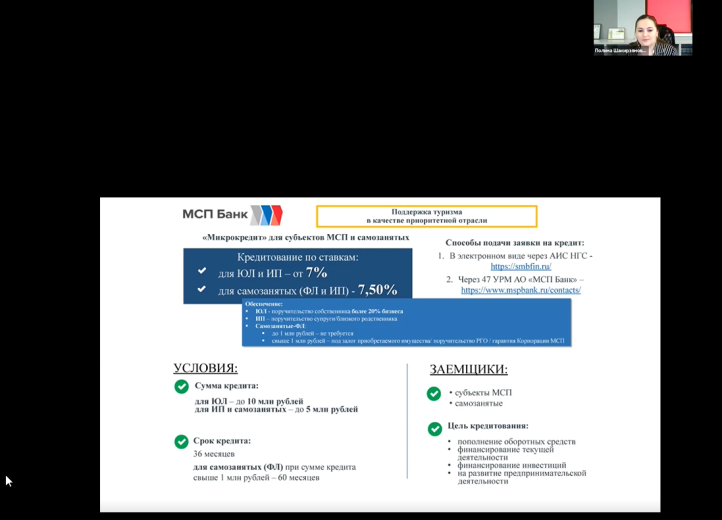 Полина
МСП Банк
Поддержка туризма
в качестве приоритетной отрасли
«Микрокредит» для субъектов МСП и самозанятых
Кредитование по ставкам:
для ЮЛ и ИП – от 7%
для самозанятых (ФЛ и ИП) - 7,50%
Способы подачи заявки на кредит:
1. В электронном виде через АИС НГС -
https://smbfin.ru/
2. Через 47 УРМ АО «МСП Банк» –
https://www.mspbank.ru/contacts/
Обеспечение:
• ЮЛ - поручительство собственника более 20% бизнеса
• ИП – поручительство супруги/близкого родственника
• Самозанятые-ФЛ:
• до 1 млн рублей – не требуется
• свыше 1 млн рублей – под залог приобретаемого имущества/ поручительство РГО / гарантия Корпорации МСП
УСЛОВИЯ:
Сумма кредита:
для ЮЛ – до 10 млн рублей
для ИП и самозанятых – до 5 млн рублей
Срок кредита:
36 месяцев
для самозанятых (ФЛ) при сумме кредита
свыше 1 млн рублей – 60 месяцев
ЗАЕМЩИКИ:
• субъекты МСП
• самозанятые
Цель кредитования:
• пополнение оборотных средств
• финансирование текущей
деятельности
• финансирование инвестиций
• на развитие предпринимательской
деятельности